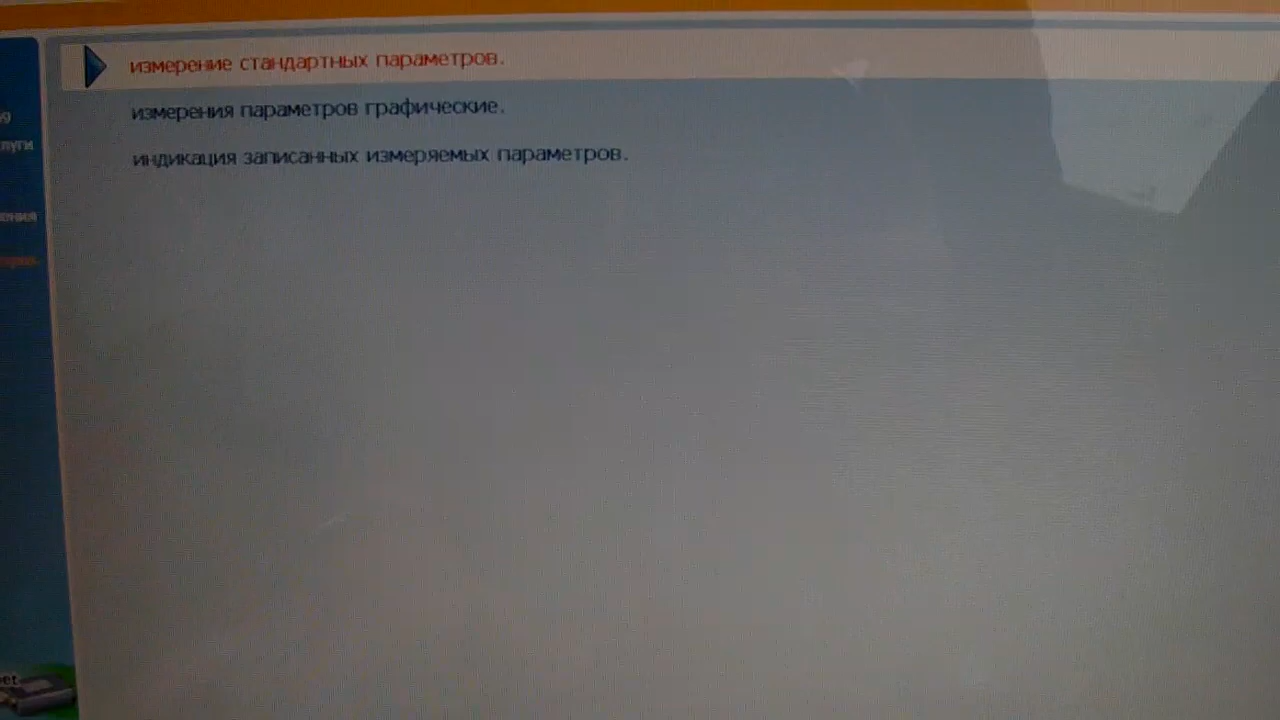 измерение стандартных параметров.
измерения параметров графические.
индикация записанных измеряемых параметров.